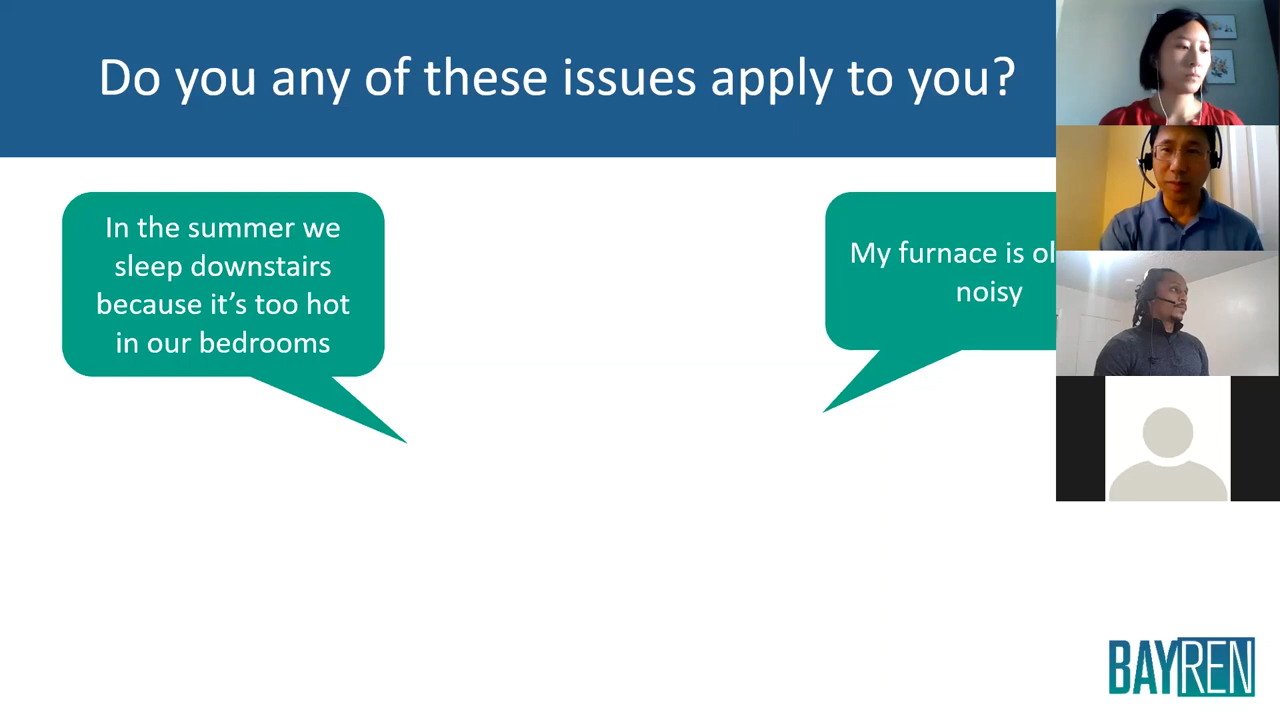 Do you any of these issues apply to you?
In the summer we
sleep downstairs
because it's too hot
in our bedrooms
My furnace is
noisy
BAYREN